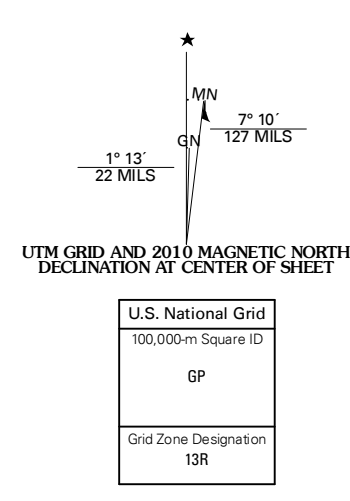 ★
MN
GN
7° 10´
127 MILS
1° 13´
22 MILS
UTM GRID AND 2010 MAGNETIC NORTH
DECLINATION AT CENTER OF SHEET
U.S. National Grid
100,000-m Square ID
GP
Grid Zone Designation
13R